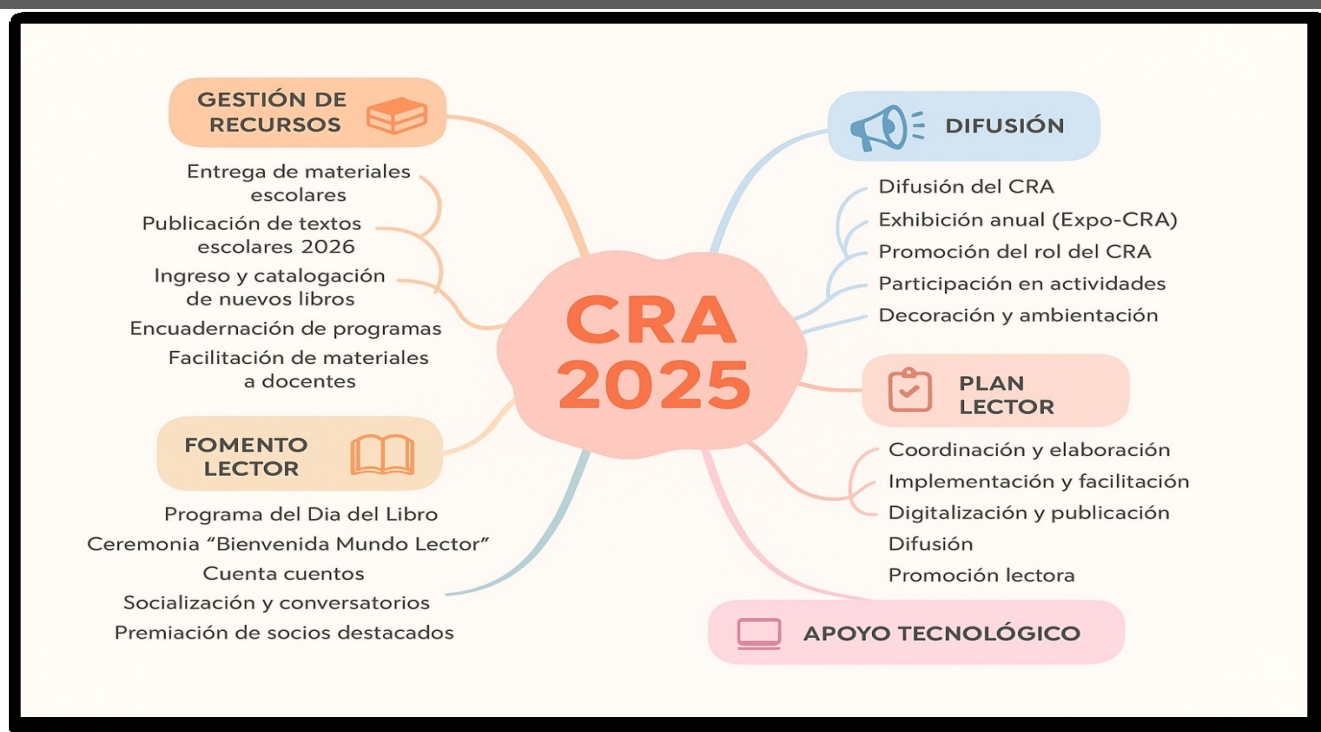 GESTIÓN DE
RECURSOS
Entrega de materiales
escolares
Publicación de textos
escolares 2026
Ingreso y catalogación
de nuevos libros
Encuadernación de programas
Facilitación de materiales
a docentes
FOMENTO
LECTOR
Programa del Dia del Libro
Ceremonia “Bienvenida Mundo Lector”
Cuenta cuentos
Socialización y conversatorios
Premiación de socios destacados
CRA
2025
DIFUSIÓN
Difusión del CRA
Exhibición anual (Expo-CRA)
Promoción del rol del CRA
Participación en actividades
Decoración y ambientación
PLAN
LECTOR
Coordinación y elaboración
Implementación y facilitación
Digitalización y publicación
Difusión
Promoción lectora
APOYO TECNOLÓGICO